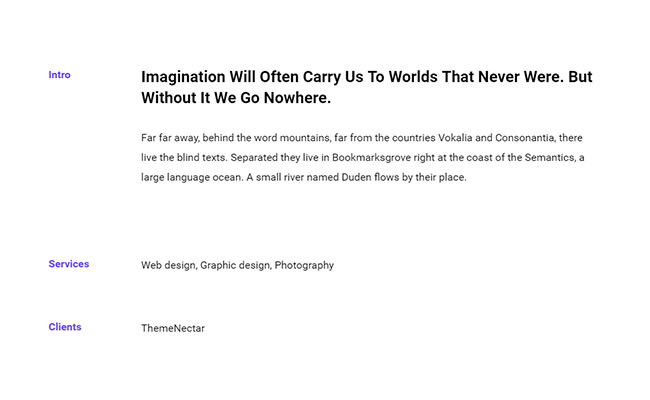 Intro
Imagination Will Often Carry Us To Worlds That Never Were. But
Without It We Go Nowhere.
Far far away, behind the word mountains, far from the countries Vokalia and Consonantia, there
live the blind texts. Separated they live in Bookmarksgrove right at the coast of the Semantics, a
large language ocean. A small river named Duden flows by their place.
Services
Web design, Graphic design, Photography
Clients
ThemeNectar